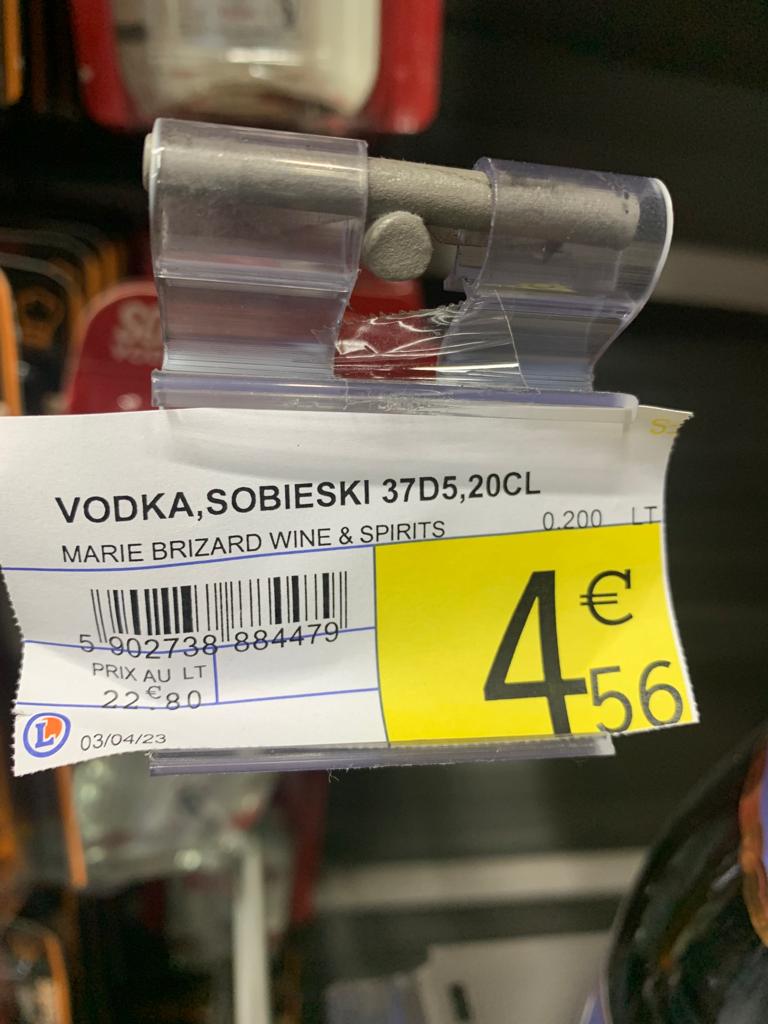 VODKA,SOBIESKI 37D5,20CL
MARIE BRIZARD WINE & SPIRITS
0.200 LT
5 902738 884479
PRIX AU LT
22€80
4€56
L
03/04/23